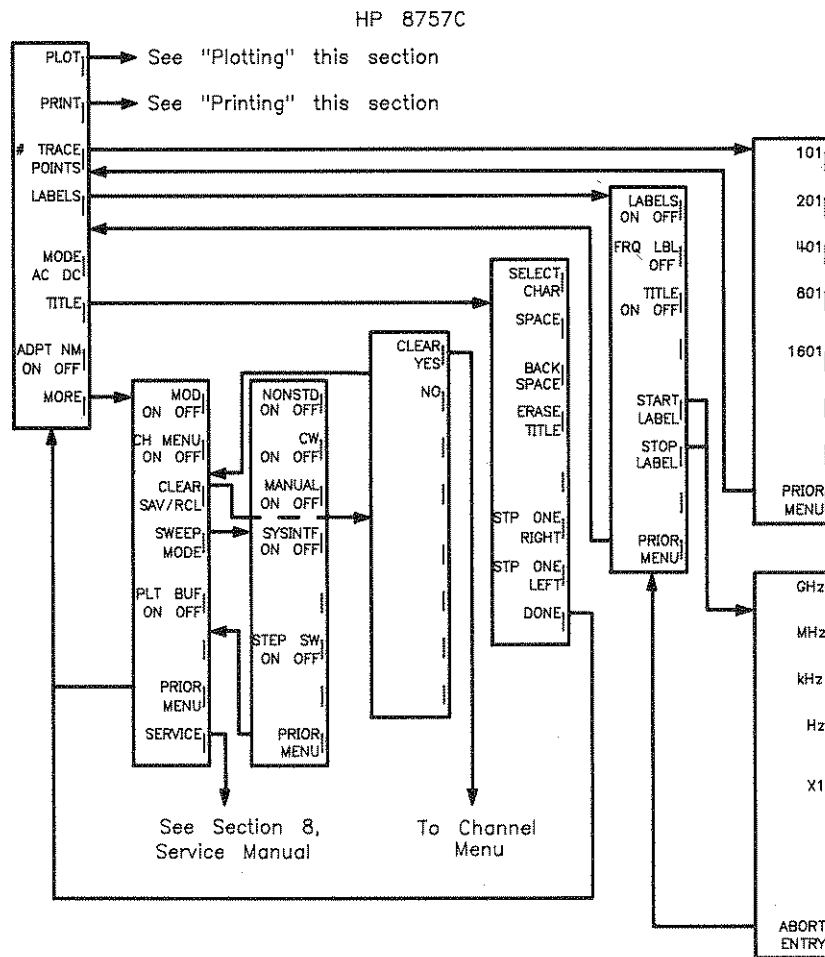 HP 8757C
PLOT
See "Plotting" this section
PRINT
See "Printing" this section
# TRACE
POINTS
LABELS
MODE
AC DC
TITLE
ADPT NM
ON OFF
MORE
MOD
ON OFF
CH MENU
ON OFF
CLEAR
SAV/RCL
SWEEP
MODE
PLT BUF
ON OFF
PRIOR
MENU
SERVICE
See Section 8,
Service Manual
NONSTD
ON OFF
CW
ON OFF
MANUAL
ON OFF
SYSINTF
ON OFF
STEP SW
ON OFF
PRIOR
MENU
CLEAR
YES
NO
To Channel
Menu
SELECT
CHAR
SPACE
BACK
SPACE
ERASE
TITLE
STP ONE
RIGHT
STP ONE
LEFT
DONE
LABELS
ON OFF
FRQ LBL
OFF
TITLE
ON OFF
START
LABEL
STOP
LABEL
PRIOR
MENU
101
201
401
801
1601
PRIOR
MENU
GHz
MHz
kHz
Hz
X1
ABORT
ENTRY